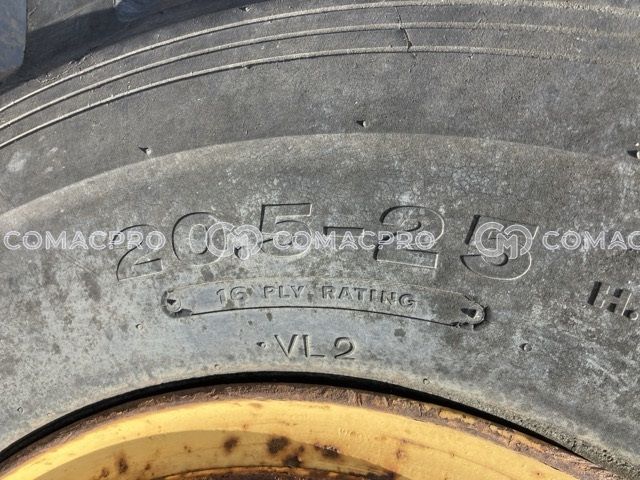 20.5-25
COMACPRO COMACPRO COMACPRO
16 PLY RATING
H.
VL2